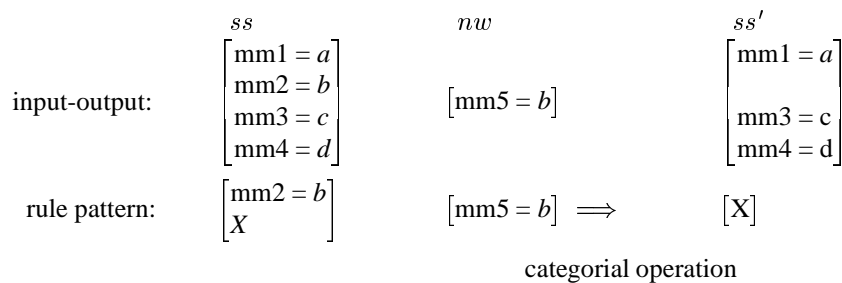 ss nw ss′
mm1 = a mm1 = a
mm2 = b
input-output: [mm5 = b]
mm3 = c mm3 = c
mm4 = d mm4 = d
mm2 = b
rule pattern: [mm5 = b] ⟹ [X]
X
categorial operation